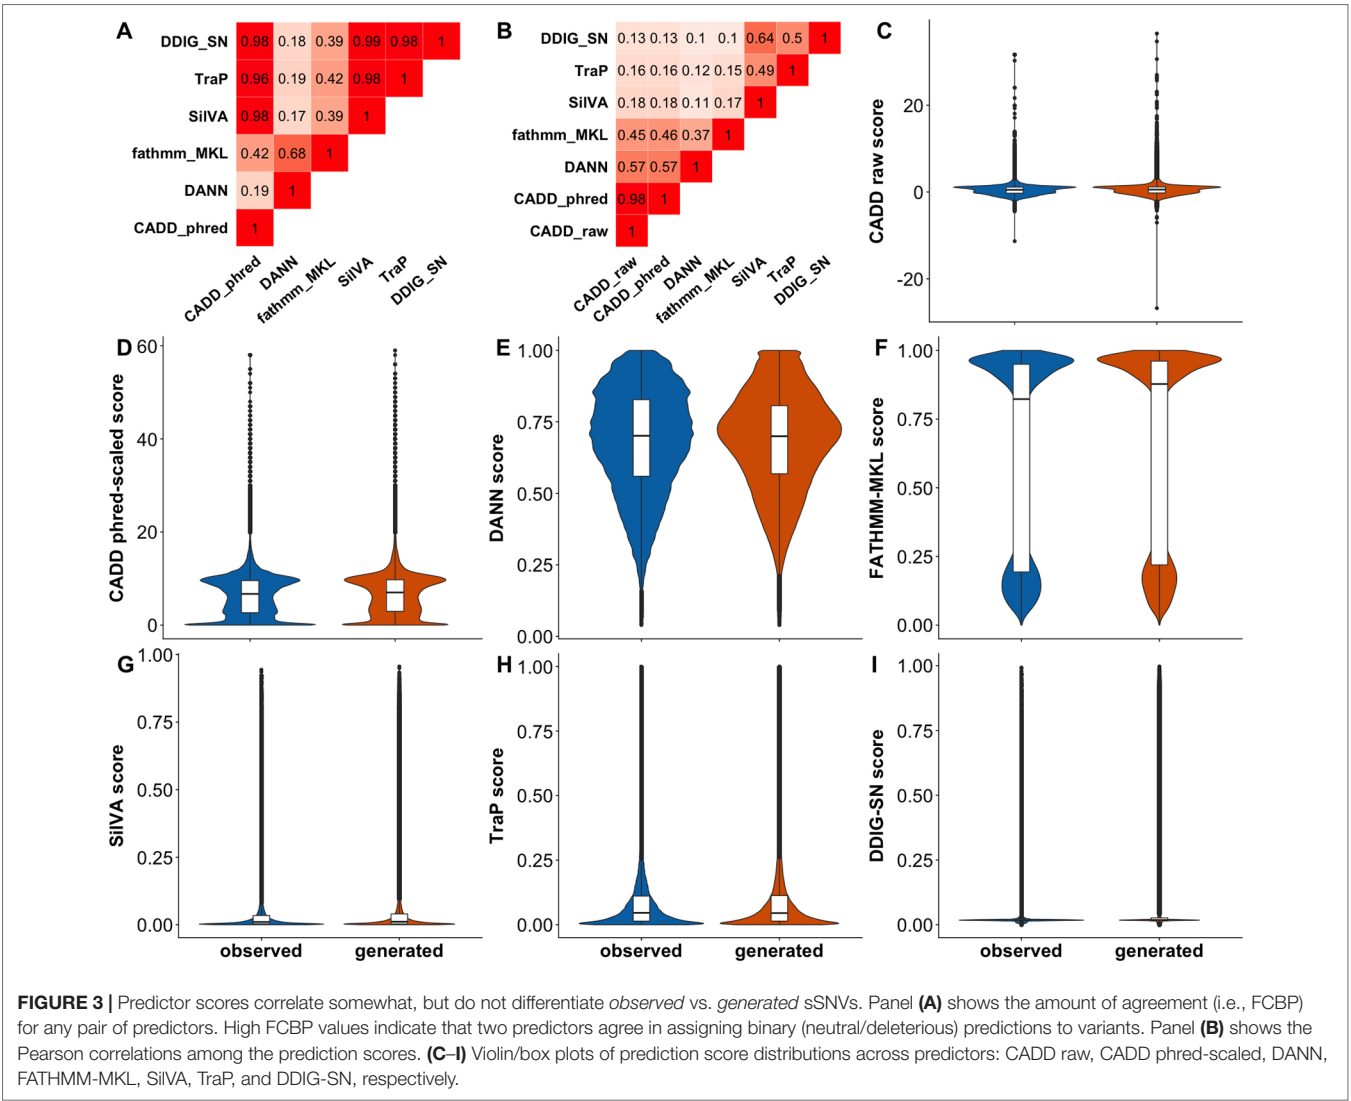 A
DDIG_SN 0.98 0.18 0.39 0.99 0.98 1
TraP 0.96 0.19 0.42 0.98 1
SilVA 0.98 0.17 0.39 1
fathmm_MKL 0.42 0.68 1
DANN 0.19 1
CADD_phred 1
CADD_phred DANN fathmm_MKL SilVA TraP DDIG_SN
B
DDIG_SN 0.13 0.13 0.1 0.1 0.64 0.5 1
TraP 0.16 0.16 0.12 0.15 0.49 1
SilVA 0.18 0.18 0.11 0.17 1
fathmm_MKL 0.45 0.46 0.37 1
DANN 0.57 0.57 1
CADD_phred 0.98 1
CADD_raw 1
CADD_raw CADD_phred DANN fathmm_MKL SilVA TraP DDIG_SN
C
CADD raw score
20
0
-20
D
CADD phred-scaled score
60
40
20
0
E
DANN score
1.00
0.75
0.50
0.25
0.00
F
FATHMM-MKL score
1.00
0.75
0.50
0.25
0.00
G
SilVA score
1.00
0.75
0.50
0.25
0.00
observed generated
H
TraP score
1.00
0.75
0.50
0.25
0.00
observed generated
I
DDIG-SN score
1.00
0.75
0.50
0.25
0.00
observed generated
FIGURE 3 | Predictor scores correlate somewhat, but do not differentiate observed vs. generated sSNVs. Panel (A) shows the amount of agreement (i.e., FCBP)
for any pair of predictors. High FCBP values indicate that two predictors agree in assigning binary (neutral/deleterious) predictions to variants. Panel (B) shows the
Pearson correlations among the prediction scores. (C–I) Violin/box plots of prediction score distributions across predictors: CADD raw, CADD phred-scaled, DANN,
FATHMM-MKL, SilVA, TraP, and DDIG-SN, respectively.